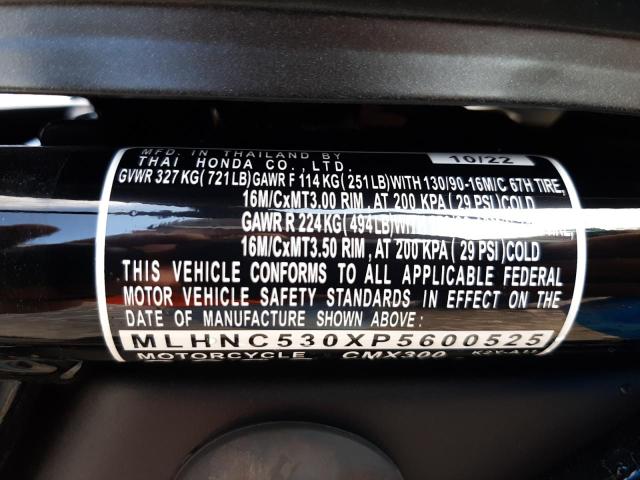 MFD. IN THAILAND BY 10/22
THAI HONDA CO., LTD.
GVWR 327 KG ( 721 LB) GAWR F 114 KG ( 251 LB) WITH 130/90-16M/C 67H TIRE,
16M/CxMT3.00 RIM, AT 200 KPA ( 29 PSI) COLD
GAWR R 224 KG ( 494 LB) WITH
16M/CxMT3.50 RIM, AT 200 KPA ( 29 PSI) COLD
THIS VEHICLE CONFORMS TO ALL APPLICABLE FEDERAL
MOTOR VEHICLE SAFETY STANDARDS IN EFFECT ON THE
DATE OF MANUFACTURE SHOWN ABOVE :
MLHNC530XP5600525
MOTORCYCLE CMX300